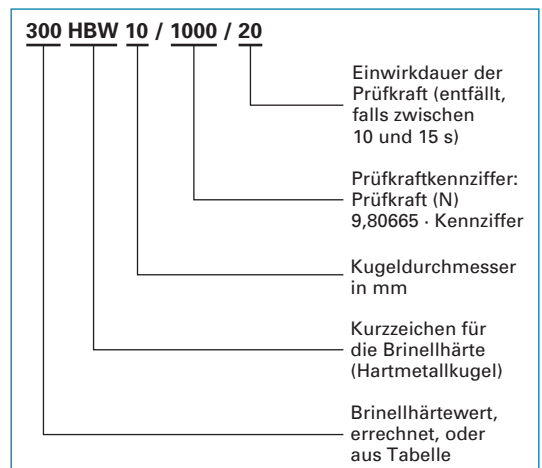 300 HBW 10 / 1000 / 20
Einwirkdauer der
Prüfkraft (entfällt,
falls zwischen
10 und 15 s)
Prüfkraftkennziffer:
Prüfkraft (N)
9,80665 · Kennziffer
Kugeldurchmesser
in mm
Kurzzeichen für
die Brinellhärte
(Hartmetallkugel)
Brinellhärtewert,
errechnet, oder
aus Tabelle